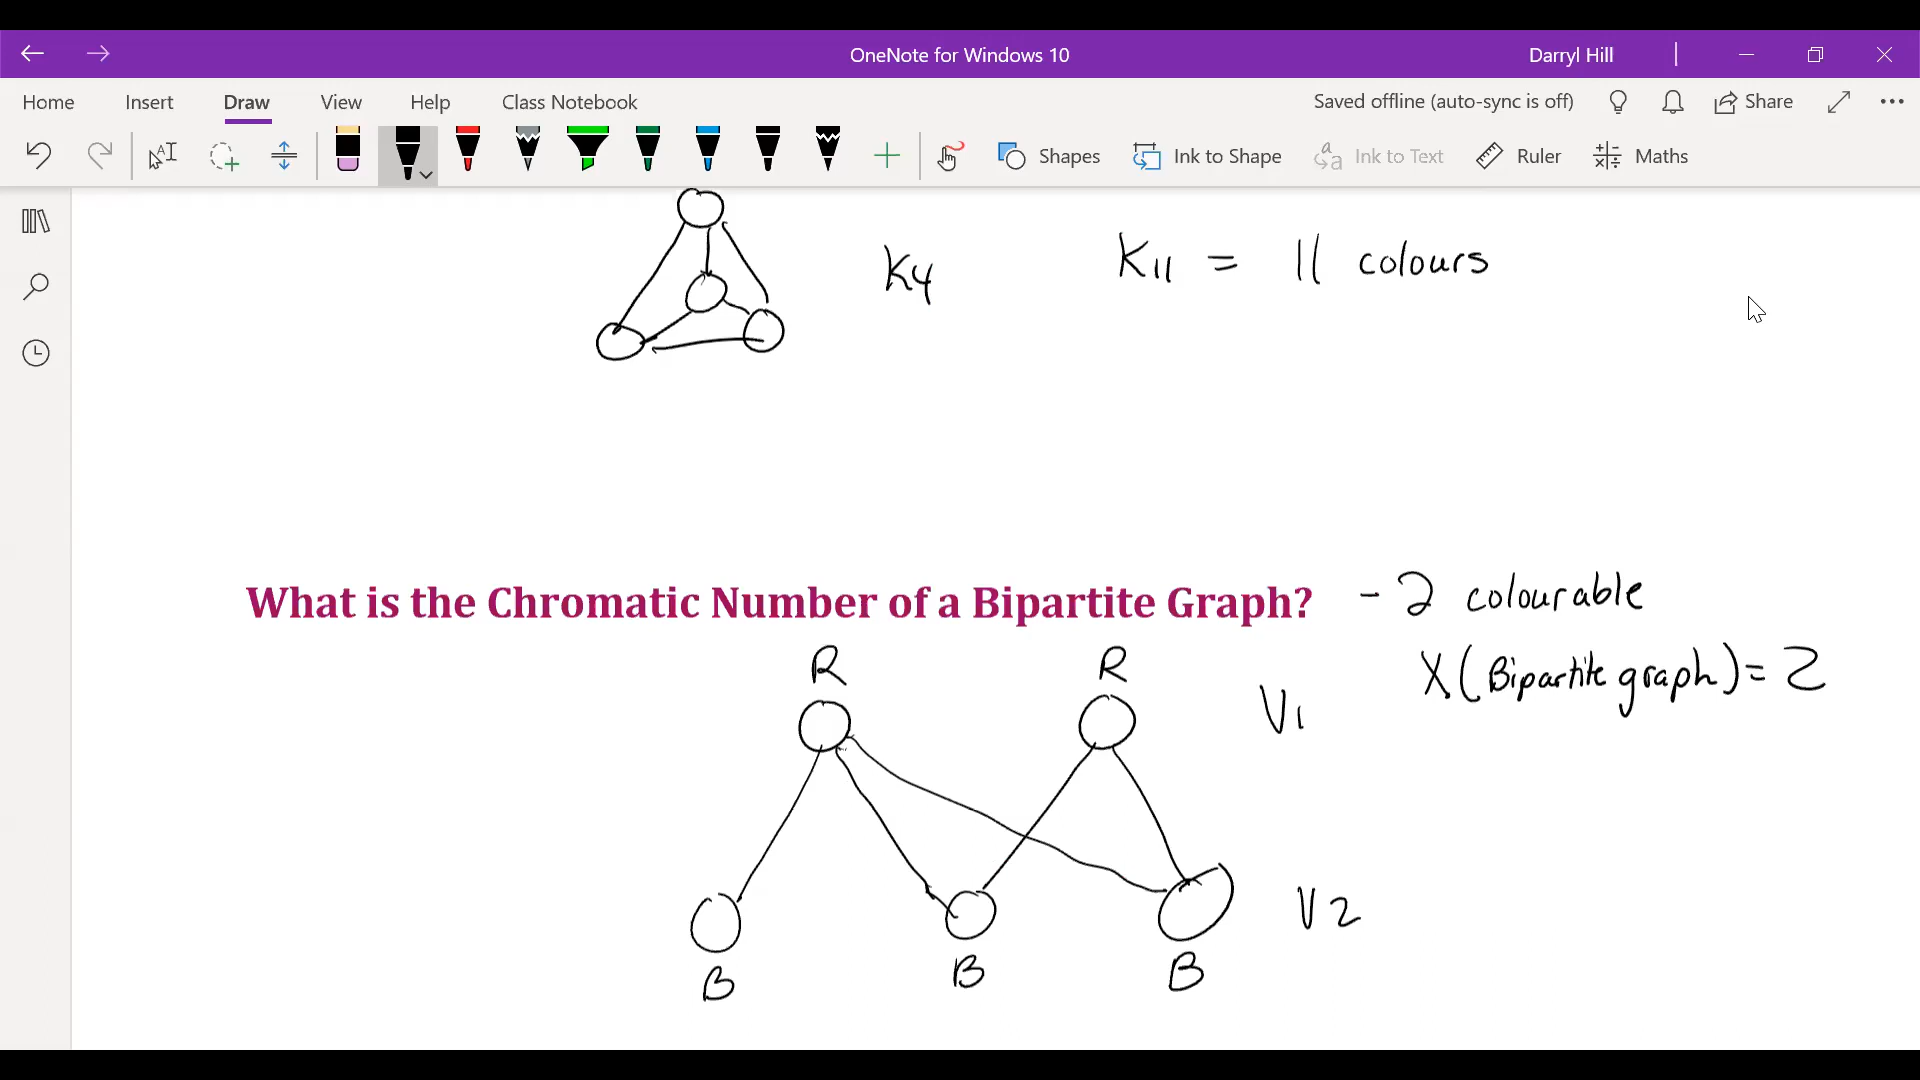 OneNote for Windows 10
Darryl Hill
Home Insert Draw View Help Class Notebook
Saved offline (auto-sync is off)
Share
Shapes
Ink to Shape
Ink to Text
Ruler
Maths
K4
K11 = 11 colours
What is the Chromatic Number of a Bipartite Graph?
- 2 colourable
X(Bipartite graph) = 2
R R
V1
V2
B B B